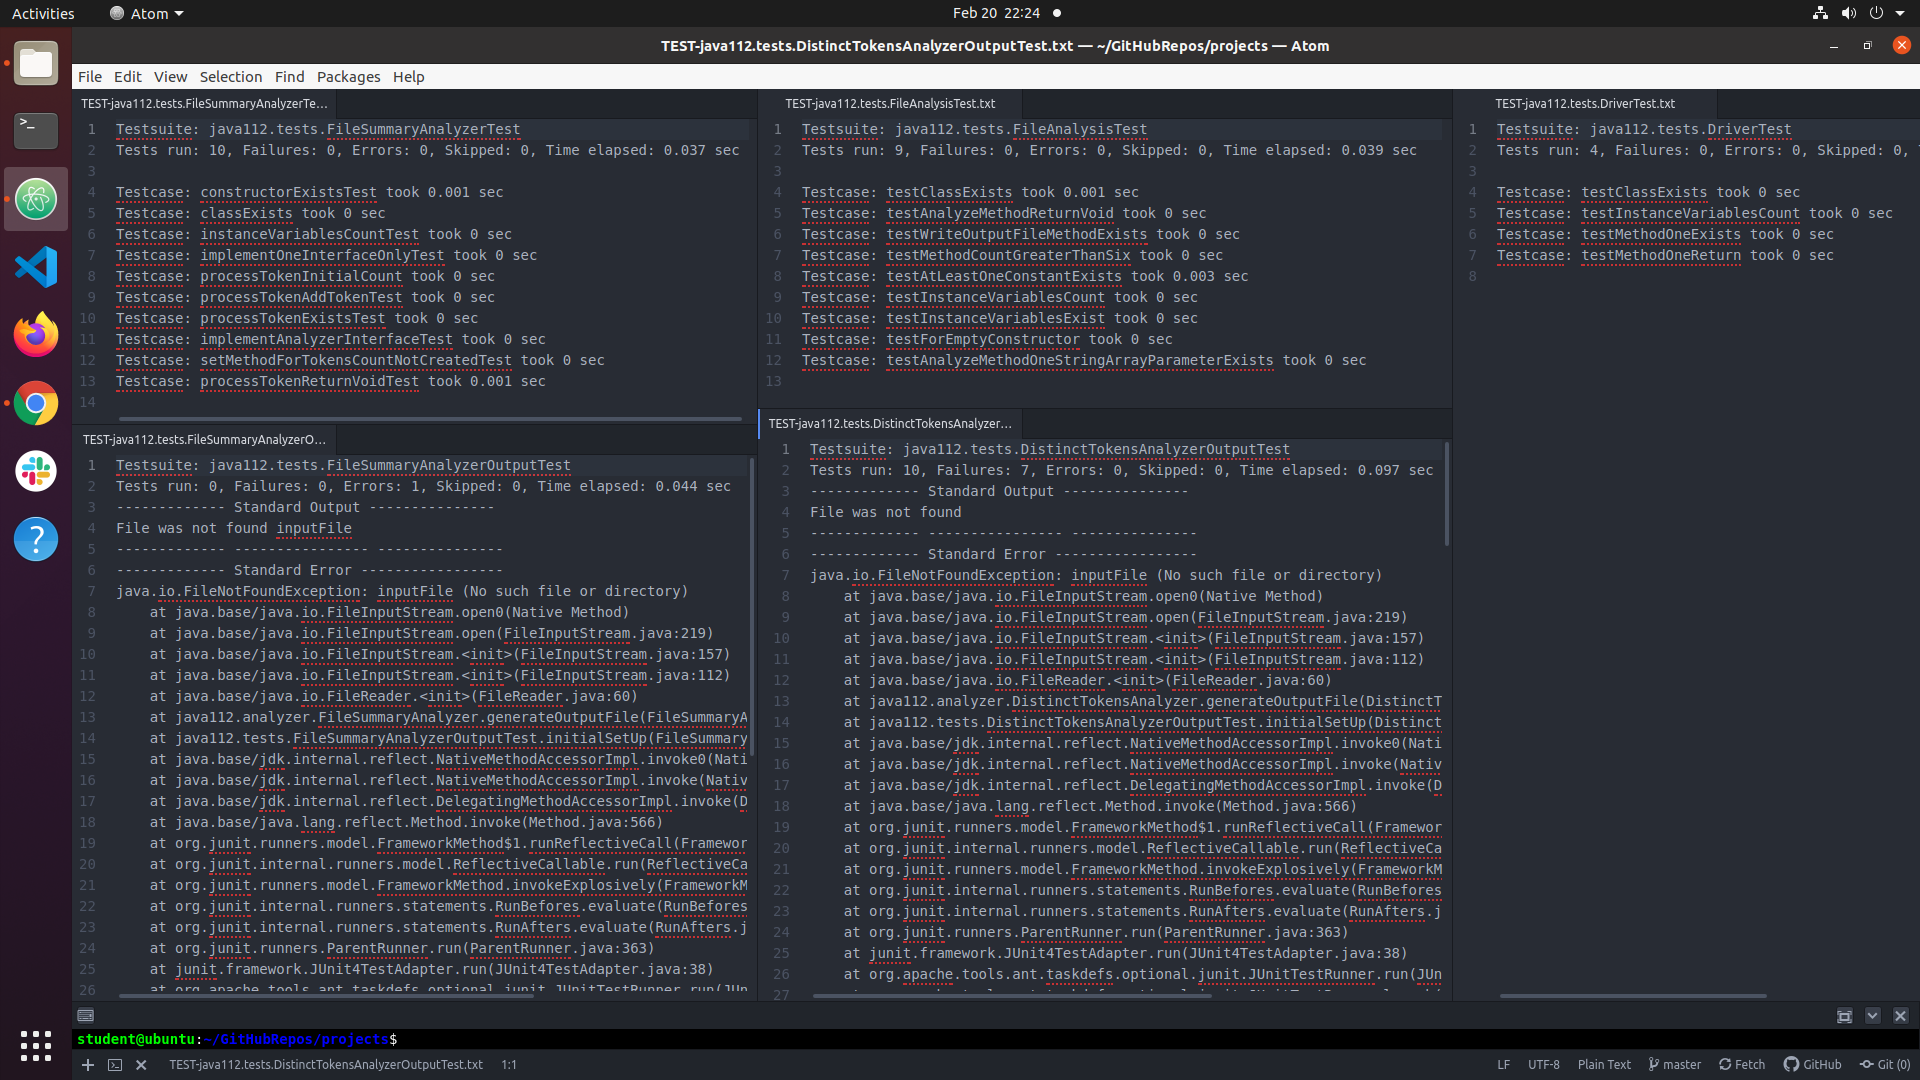 Activities
Atom
Feb 20 22:24
TEST-java112.tests.DistinctTokensAnalyzerOutputTest.txt — ~/GitHubRepos/projects — Atom
File Edit View Selection Find Packages Help
TEST-java112.tests.FileSummaryAnalyzerTe...
1 Testsuite: java112.tests.FileSummaryAnalyzerTest
2 Tests run: 10, Failures: 0, Errors: 0, Skipped: 0, Time elapsed: 0.037 sec
3
4 Testcase: constructorExistsTest took 0.001 sec
5 Testcase: classExists took 0 sec
6 Testcase: instanceVariablesCountTest took 0 sec
7 Testcase: implementOneInterfaceOnlyTest took 0 sec
8 Testcase: processTokenInitialCount took 0 sec
9 Testcase: processTokenAddTokenTest took 0 sec
10 Testcase: processTokenExistsTest took 0 sec
11 Testcase: implementAnalyzerInterfaceTest took 0 sec
12 Testcase: setMethodForTokensCountNotCreatedTest took 0 sec
13 Testcase: processTokenReturnVoidTest took 0.001 sec
14
TEST-java112.tests.FileSummaryAnalyzerO...
1 Testsuite: java112.tests.FileSummaryAnalyzerOutputTest
2 Tests run: 0, Failures: 0, Errors: 1, Skipped: 0, Time elapsed: 0.044 sec
3 ------------- Standard Output ---------------
4 File was not found inputFile
5 ------------- ---------------- ---------------
6 ------------- Standard Error -----------------
7 java.io.FileNotFoundException: inputFile (No such file or directory)
8 at java.base/java.io.FileInputStream.open0(Native Method)
9 at java.base/java.io.FileInputStream.open(FileInputStream.java:219)
10 at java.base/java.io.FileInputStream.<init>(FileInputStream.java:157)
11 at java.base/java.io.FileInputStream.<init>(FileInputStream.java:112)
12 at java.base/java.io.FileReader.<init>(FileReader.java:60)
13 at java112.analyzer.FileSummaryAnalyzer.generateOutputFile(FileSummaryA
14 at java112.tests.FileSummaryAnalyzerOutputTest.initialSetUp(FileSummary
15 at java.base/jdk.internal.reflect.NativeMethodAccessorImpl.invoke0(Nati
16 at java.base/jdk.internal.reflect.NativeMethodAccessorImpl.invoke(Nativ
17 at java.base/jdk.internal.reflect.DelegatingMethodAccessorImpl.invoke(D
18 at java.base/java.lang.reflect.Method.invoke(Method.java:566)
19 at org.junit.runners.model.FrameworkMethod$1.runReflectiveCall(Framewor
20 at org.junit.internal.runners.model.ReflectiveCallable.run(ReflectiveCa
21 at org.junit.runners.model.FrameworkMethod.invokeExplosively(FrameworkM
22 at org.junit.internal.runners.statements.RunBefores.evaluate(RunBefores
23 at org.junit.internal.runners.statements.RunAfters.evaluate(RunAfters.j
24 at org.junit.runners.ParentRunner.run(ParentRunner.java:363)
25 at junit.framework.JUnit4TestAdapter.run(JUnit4TestAdapter.java:38)
26 at org.apache.tools.ant.taskdefs.optional.junit.JUnitTestRunner.run(JUn
TEST-java112.tests.FileAnalysisTest.txt
1 Testsuite: java112.tests.FileAnalysisTest
2 Tests run: 9, Failures: 0, Errors: 0, Skipped: 0, Time elapsed: 0.039 sec
3
4 Testcase: testClassExists took 0.001 sec
5 Testcase: testAnalyzeMethodReturnVoid took 0 sec
6 Testcase: testWriteOutputFileMethodExists took 0 sec
7 Testcase: testMethodCountGreaterThanSix took 0 sec
8 Testcase: testAtLeastOneConstantExists took 0.003 sec
9 Testcase: testInstanceVariablesCount took 0 sec
10 Testcase: testInstanceVariablesExist took 0 sec
11 Testcase: testForEmptyConstructor took 0 sec
12 Testcase: testAnalyzeMethodOneStringArrayParameterExists took 0 sec
13
TEST-java112.tests.DistinctTokensAnalyzer...
1 Testsuite: java112.tests.DistinctTokensAnalyzerOutputTest
2 Tests run: 10, Failures: 7, Errors: 0, Skipped: 0, Time elapsed: 0.097 sec
3 ------------- Standard Output ---------------
4 File was not found
5 ------------- ---------------- ---------------
6 ------------- Standard Error -----------------
7 java.io.FileNotFoundException: inputFile (No such file or directory)
8 at java.base/java.io.FileInputStream.open0(Native Method)
9 at java.base/java.io.FileInputStream.open(FileInputStream.java:219)
10 at java.base/java.io.FileInputStream.<init>(FileInputStream.java:157)
11 at java.base/java.io.FileInputStream.<init>(FileInputStream.java:112)
12 at java.base/java.io.FileReader.<init>(FileReader.java:60)
13 at java112.analyzer.DistinctTokensAnalyzer.generateOutputFile(DistinctT
14 at java112.tests.DistinctTokensAnalyzerOutputTest.initialSetUp(Distinct
15 at java.base/jdk.internal.reflect.NativeMethodAccessorImpl.invoke0(Nati
16 at java.base/jdk.internal.reflect.NativeMethodAccessorImpl.invoke(Nativ
17 at java.base/jdk.internal.reflect.DelegatingMethodAccessorImpl.invoke(D
18 at java.base/java.lang.reflect.Method.invoke(Method.java:566)
19 at org.junit.runners.model.FrameworkMethod$1.runReflectiveCall(Framewor
20 at org.junit.internal.runners.model.ReflectiveCallable.run(ReflectiveCa
21 at org.junit.runners.model.FrameworkMethod.invokeExplosively(FrameworkM
22 at org.junit.internal.runners.statements.RunBefores.evaluate(RunBefores
23 at org.junit.internal.runners.statements.RunAfters.evaluate(RunAfters.j
24 at org.junit.runners.ParentRunner.run(ParentRunner.java:363)
25 at junit.framework.JUnit4TestAdapter.run(JUnit4TestAdapter.java:38)
26 at org.apache.tools.ant.taskdefs.optional.junit.JUnitTestRunner.run(JUn
27
TEST-java112.tests.DriverTest.txt
1 Testsuite: java112.tests.DriverTest
2 Tests run: 4, Failures: 0, Errors: 0, Skipped: 0,
3
4 Testcase: testClassExists took 0 sec
5 Testcase: testInstanceVariablesCount took 0 sec
6 Testcase: testMethodOneExists took 0 sec
7 Testcase: testMethodOneReturn took 0 sec
8
student@ubuntu:~/GitHubRepos/projects$
TEST-java112.tests.DistinctTokensAnalyzerOutputTest.txt 1:1
LF UTF-8 Plain Text master Fetch GitHub Git (0)